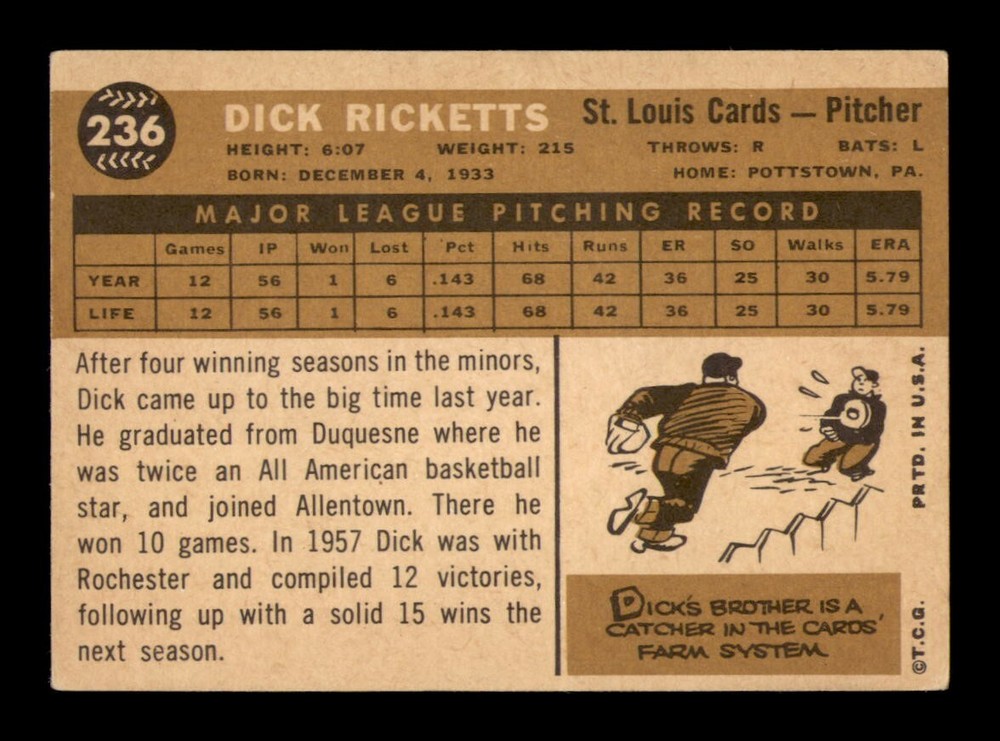 236
DICK RICKETTS St. Louis Cards — Pitcher
HEIGHT: 6:07 WEIGHT: 215 THROWS: R BATS: L
BORN: DECEMBER 4, 1933 HOME: POTTSTOWN, PA.
MAJOR LEAGUE PITCHING RECORD
Games IP Won Lost Pct Hits Runs ER SO Walks ERA
YEAR 12 56 1 6 .143 68 42 36 25 30 5.79
LIFE 12 56 1 6 .143 68 42 36 25 30 5.79
After four winning seasons in the minors,
Dick came up to the big time last year.
He graduated from Duquesne where he
was twice an All American basketball
star, and joined Allentown. There he
won 10 games. In 1957 Dick was with
Rochester and compiled 12 victories,
following up with a solid 15 wins the
next season.
DICK'S BROTHER IS A
CATCHER IN THE CARDS'
FARM SYSTEM.
PRTD. IN U.S.A.
©T.C.G.